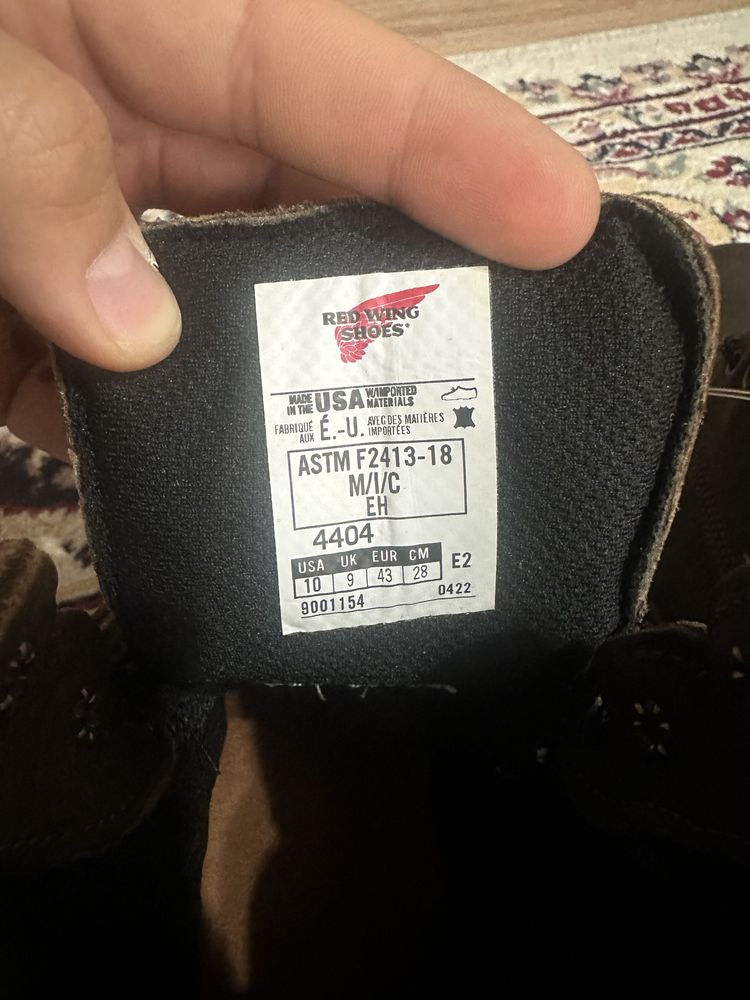 RED WING
SHOES®
MADE IN THE USA W/IMPORTED MATERIALS
FABRIQUÉ AUX É.-U. AVEC DES MATIÈRES IMPORTÉES
ASTM F2413-18
M/I/C
EH
4404
USA UK EUR CM
10 9 43 28 E2
9001154 0422